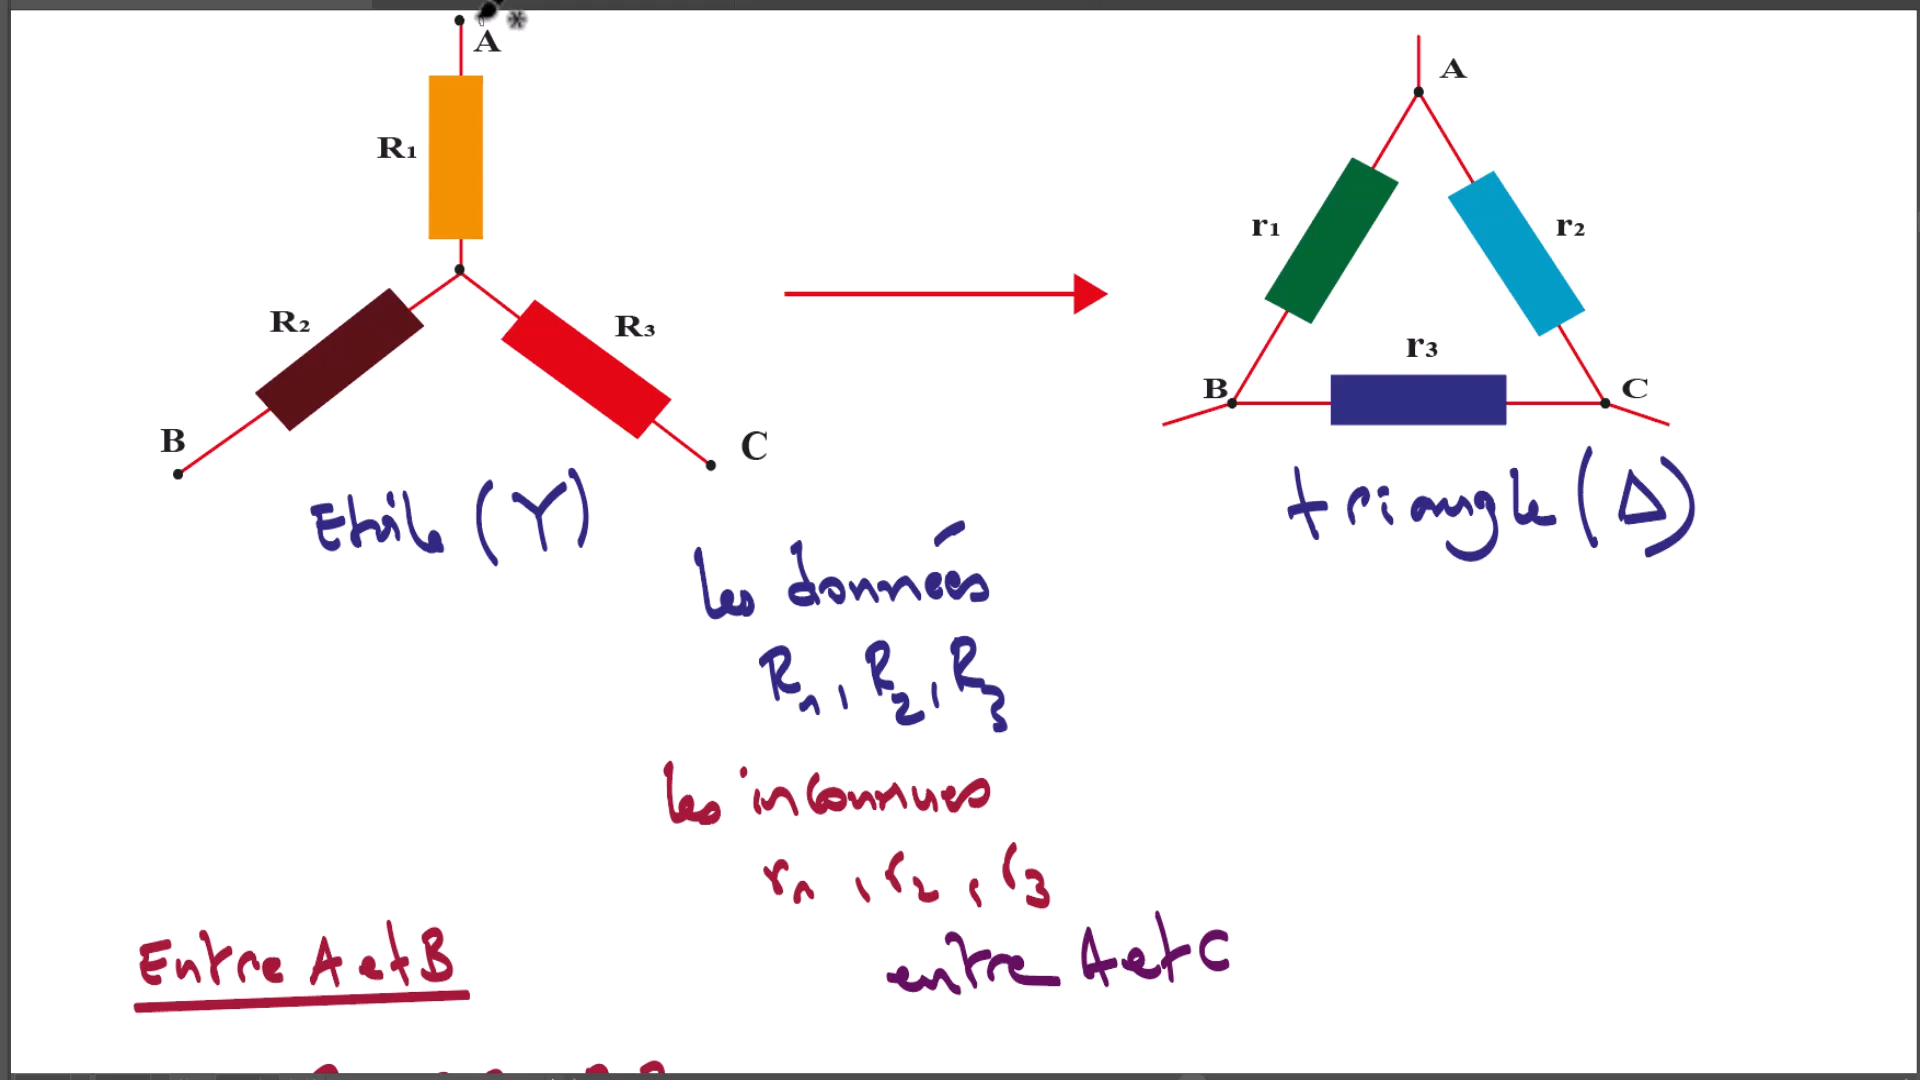 A
A
R₁
r₁
r₂
R₂
R₃
r₃
B
C
B
C
Etoile (Y)
triangle (Δ)
les données
R₁, R₂, R₃
les inconnues
r₁, r₂, r₃
Entre A et B
entre A et C